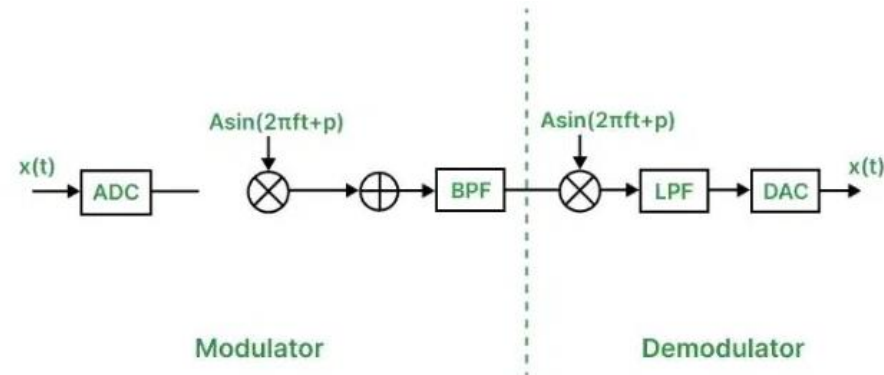 Asin(2πft+p)
Asin(2πft+p)
x(t)
ADC
BPF
LPF
DAC
x(t)
Modulator
Demodulator